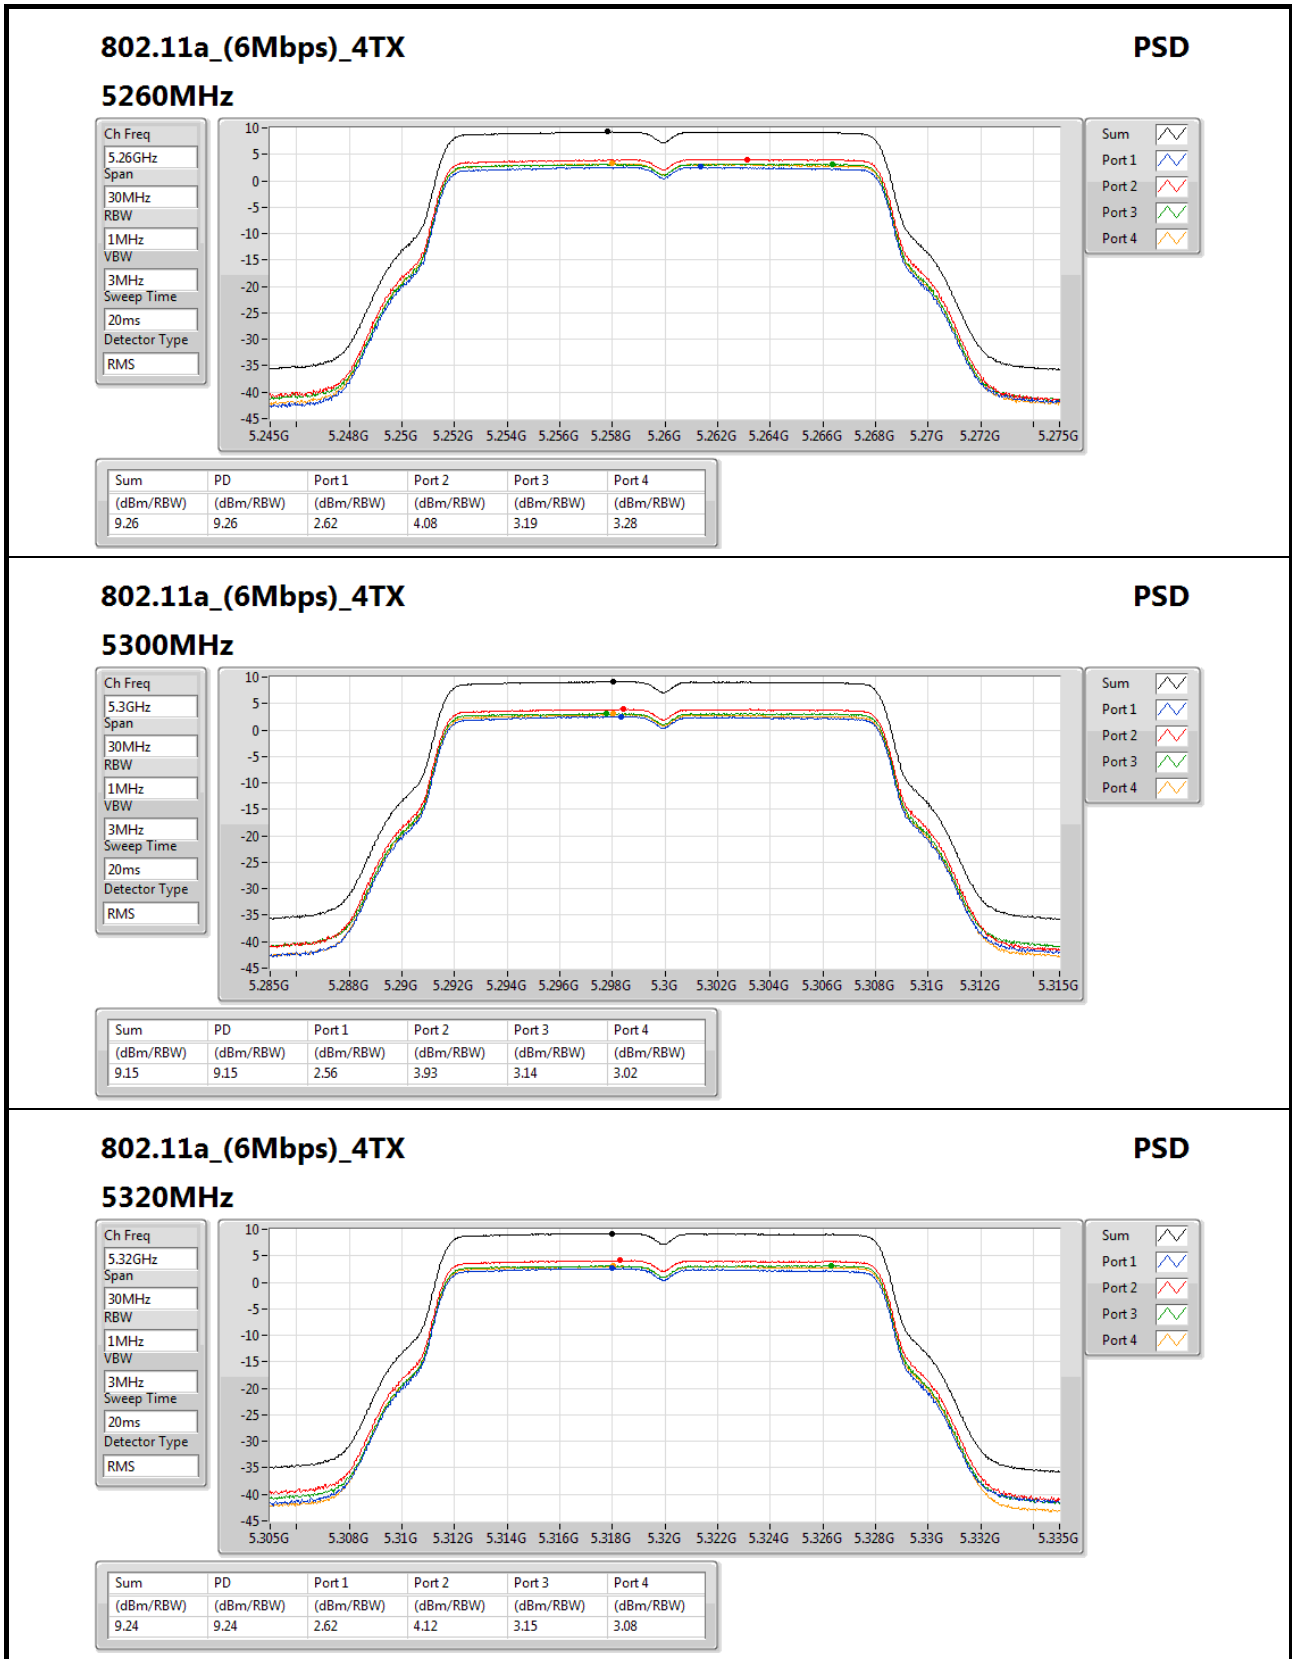 802.11a_(6Mbps)_4TX PSD
5260MHz
Ch Freq
5.26GHz
Span
30MHz
RBW
1MHz
VBW
3MHz
Sweep Time
20ms
Detector Type
RMS
10
5
0
-5
-10
-15
-20
-25
-30
-35
-40
-45
5.245G 5.248G 5.25G 5.252G 5.254G 5.256G 5.258G 5.26G 5.262G 5.264G 5.266G 5.268G 5.27G 5.272G 5.275G
Sum
Port 1
Port 2
Port 3
Port 4
Sum PD Port 1 Port 2 Port 3 Port 4
(dBm/RBW) (dBm/RBW) (dBm/RBW) (dBm/RBW) (dBm/RBW) (dBm/RBW)
9.26 9.26 2.62 4.08 3.19 3.28
802.11a_(6Mbps)_4TX PSD
5300MHz
Ch Freq
5.3GHz
Span
30MHz
RBW
1MHz
VBW
3MHz
Sweep Time
20ms
Detector Type
RMS
10
5
0
-5
-10
-15
-20
-25
-30
-35
-40
-45
5.285G 5.288G 5.29G 5.292G 5.294G 5.296G 5.298G 5.3G 5.302G 5.304G 5.306G 5.308G 5.31G 5.312G 5.315G
Sum
Port 1
Port 2
Port 3
Port 4
Sum PD Port 1 Port 2 Port 3 Port 4
(dBm/RBW) (dBm/RBW) (dBm/RBW) (dBm/RBW) (dBm/RBW) (dBm/RBW)
9.15 9.15 2.56 3.93 3.14 3.02
802.11a_(6Mbps)_4TX PSD
5320MHz
Ch Freq
5.32GHz
Span
30MHz
RBW
1MHz
VBW
3MHz
Sweep Time
20ms
Detector Type
RMS
10
5
0
-5
-10
-15
-20
-25
-30
-35
-40
-45
5.305G 5.308G 5.31G 5.312G 5.314G 5.316G 5.318G 5.32G 5.322G 5.324G 5.326G 5.328G 5.33G 5.332G 5.335G
Sum
Port 1
Port 2
Port 3
Port 4
Sum PD Port 1 Port 2 Port 3 Port 4
(dBm/RBW) (dBm/RBW) (dBm/RBW) (dBm/RBW) (dBm/RBW) (dBm/RBW)
9.24 9.24 2.62 4.12 3.15 3.08